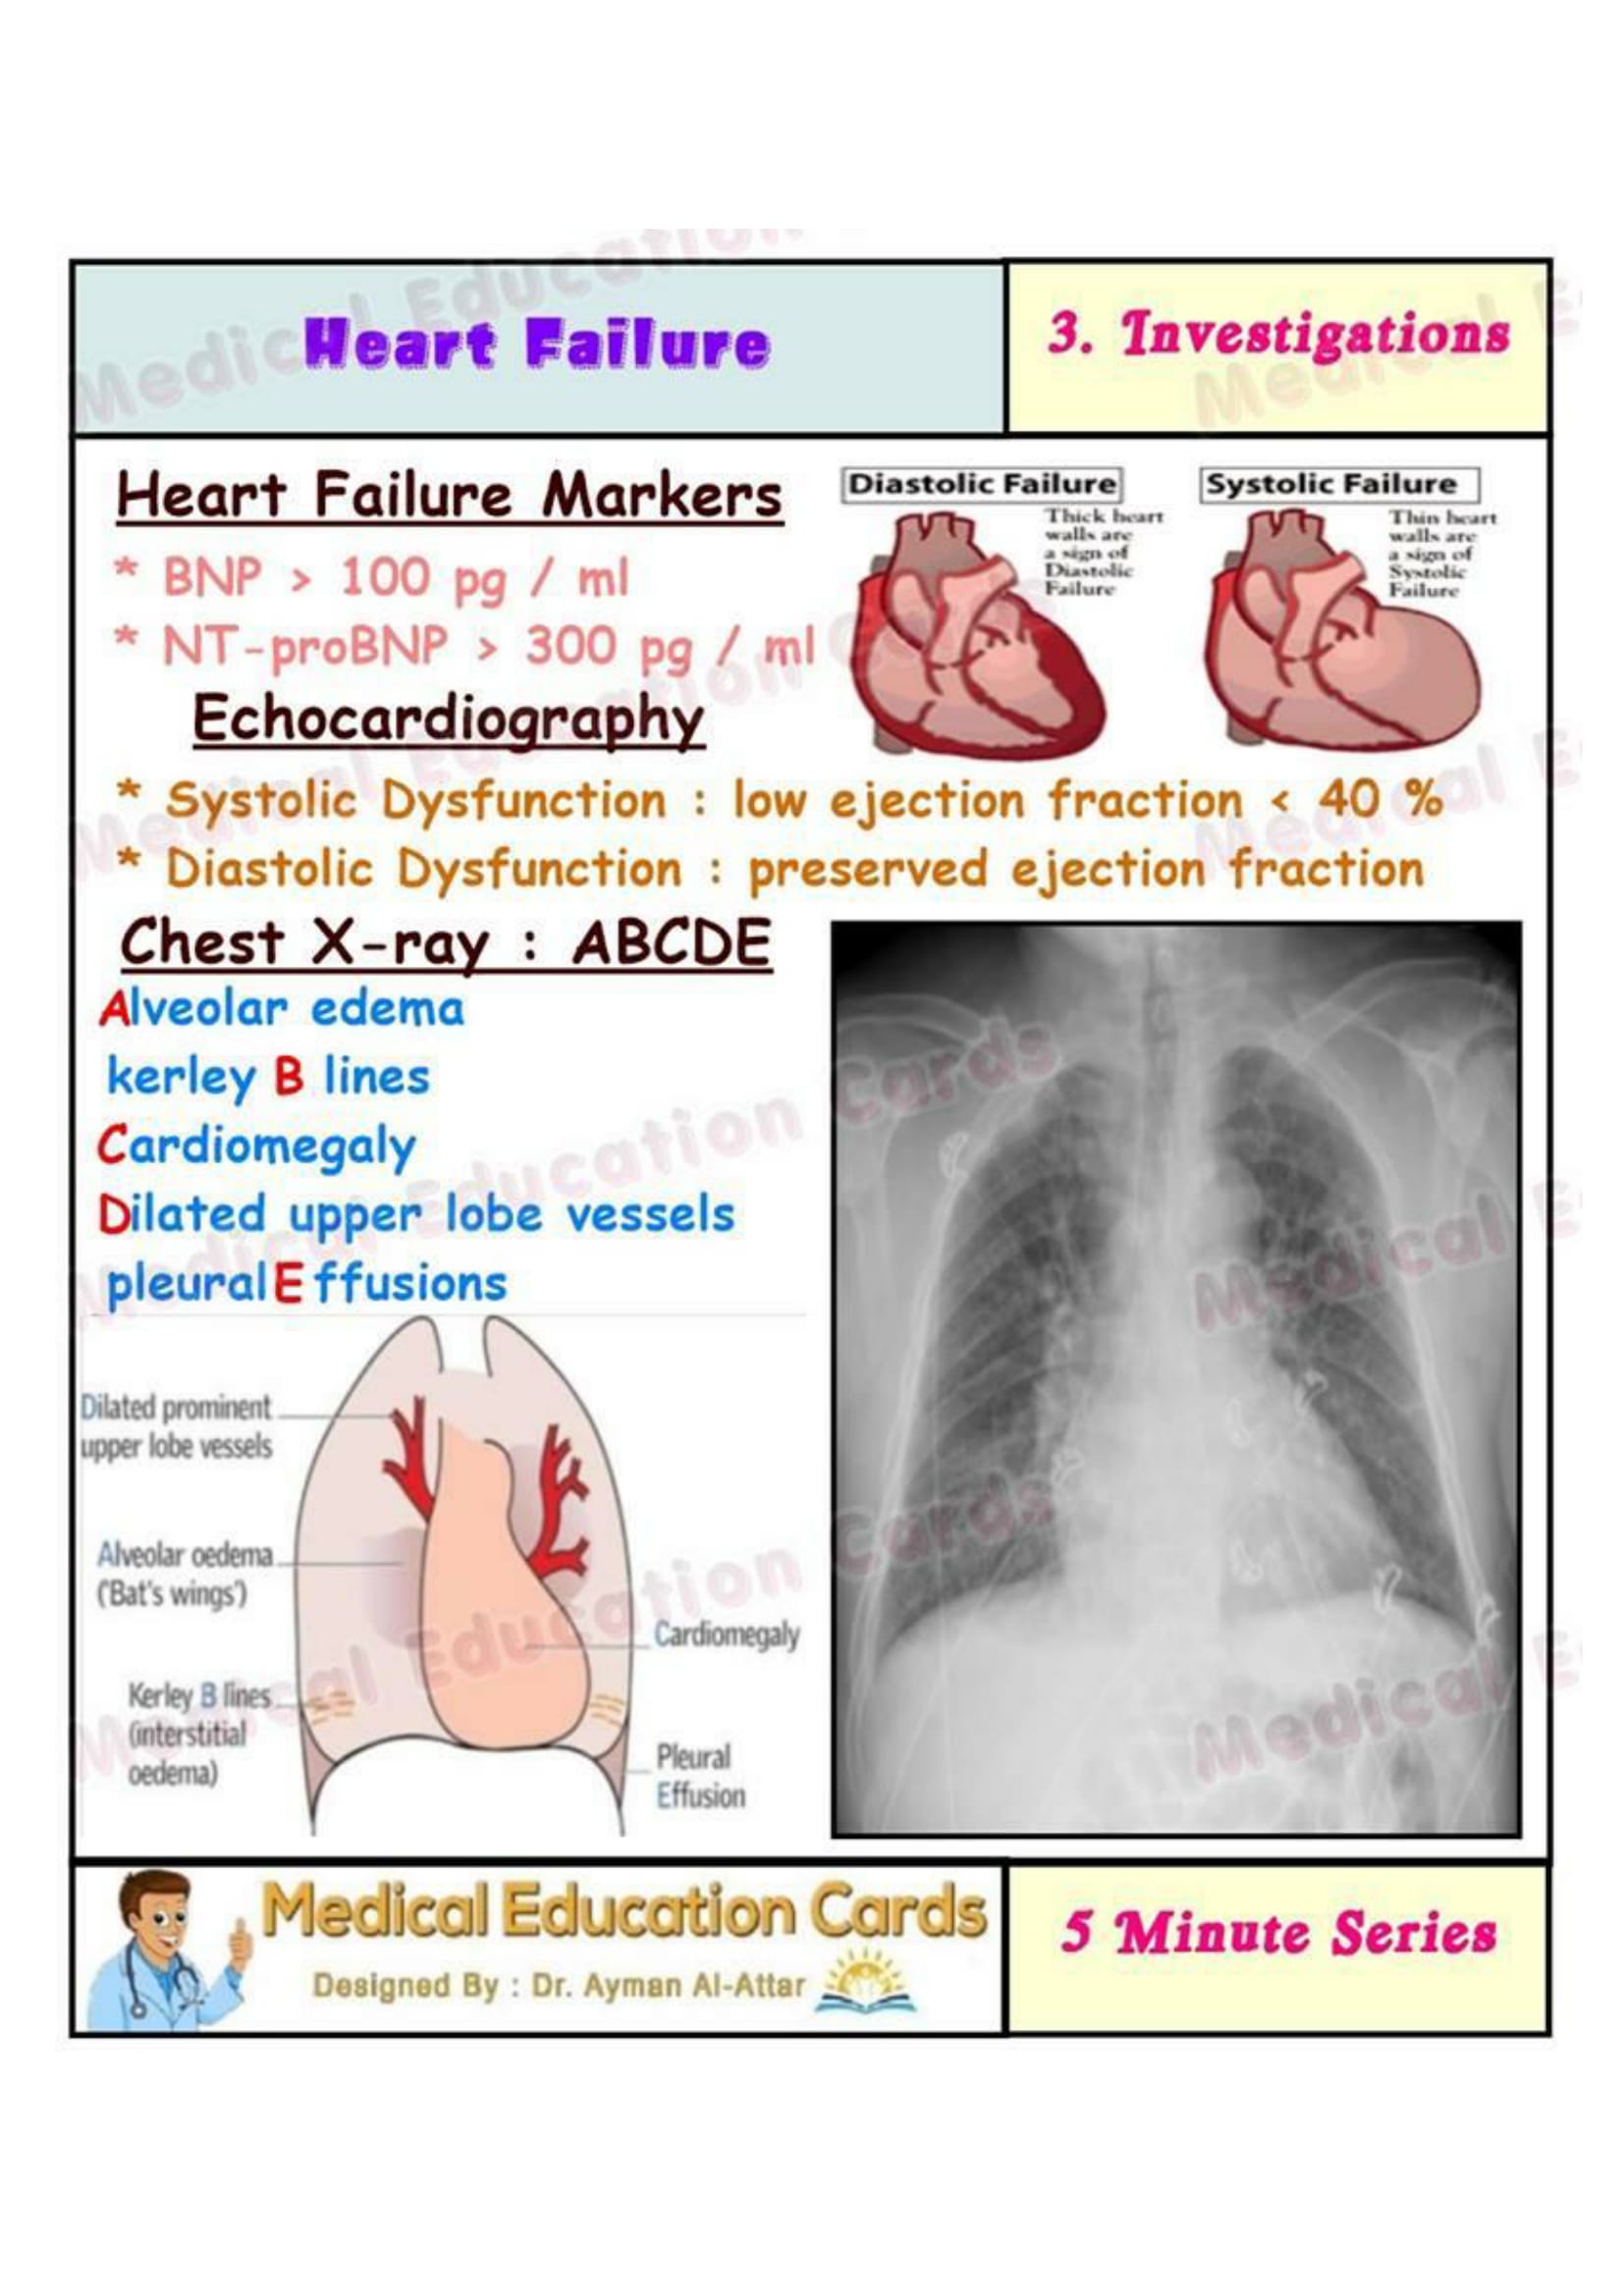 Heart Failure
3. Investigations
Heart Failure Markers
* BNP > 100 pg / ml
* NT-proBNP > 300 pg / ml
Diastolic Failure
Thick heart
walls are
a sign of
Diastolic
Failure
Systolic Failure
Thin heart
walls are
a sign of
Systolic
Failure
Echocardiography
* Systolic Dysfunction : low ejection fraction < 40 %
* Diastolic Dysfunction : preserved ejection fraction
Chest X-ray : ABCDE
Alveolar edema
kerley B lines
Cardiomegaly
Dilated upper lobe vessels
pleural Effusions
Dilated prominent
upper lobe vessels
Alveolar oedema
('Bat's wings')
Kerley B lines
(interstitial
oedema)
Cardiomegaly
Pleural
Effusion
Medical Education Cards
Designed By : Dr. Ayman Al-Attar
5 Minute Series
Medical Education Cards